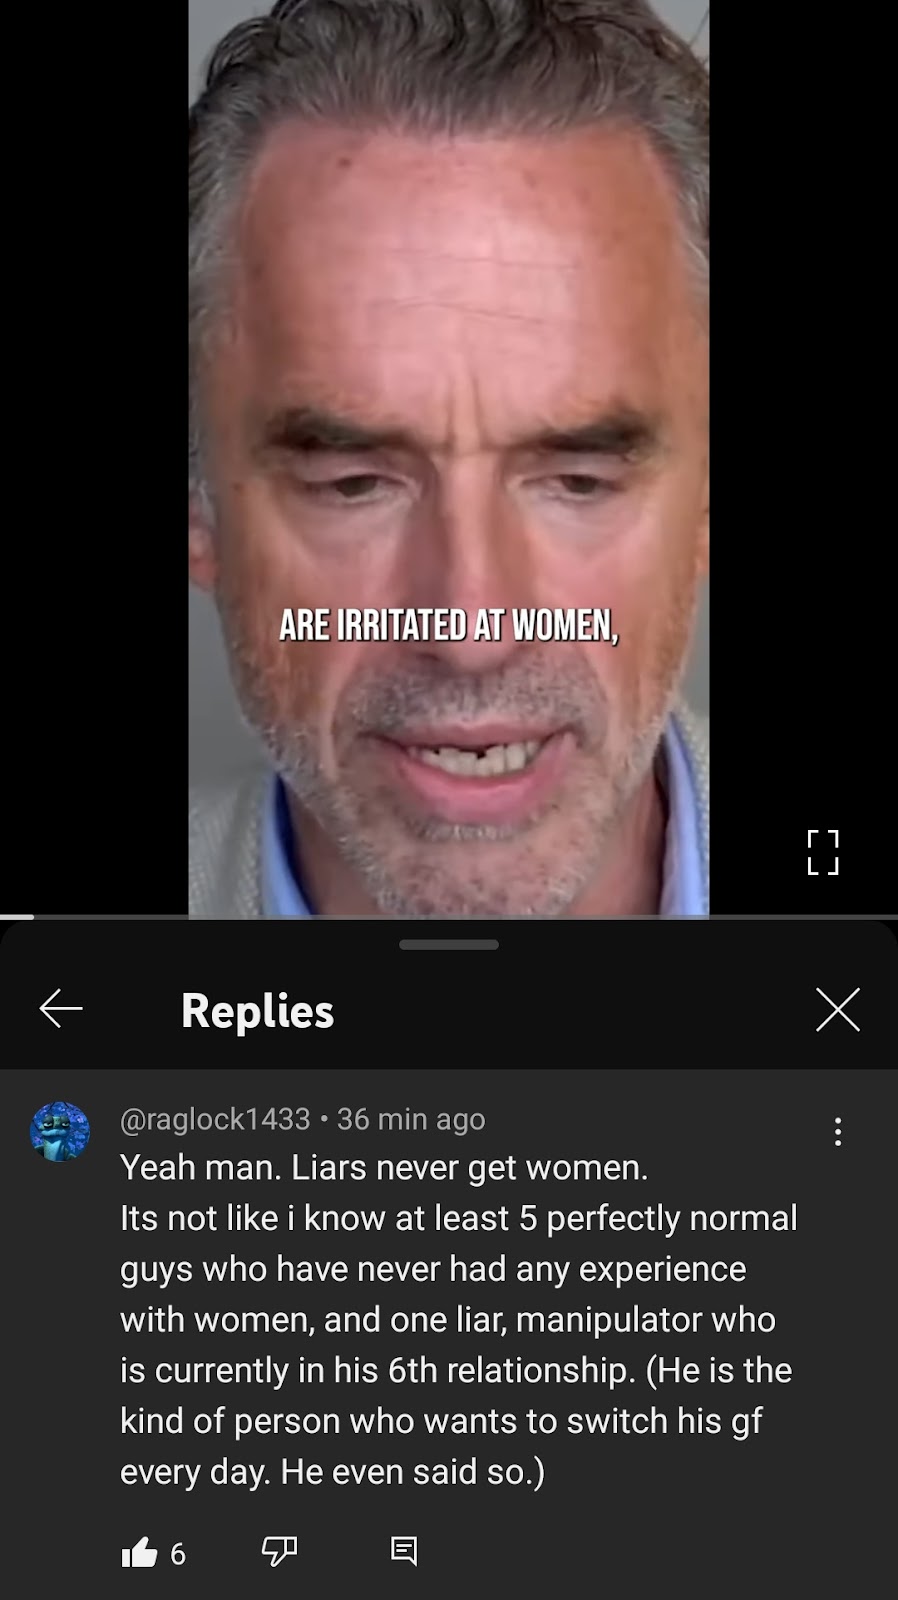 ARE IRRITATED AT WOMEN,
Replies
@raglock1433 • 36 min ago
Yeah man. Liars never get women.
Its not like i know at least 5 perfectly normal
guys who have never had any experience
with women, and one liar, manipulator who
is currently in his 6th relationship. (He is the
kind of person who wants to switch his gf
every day. He even said so.)
6